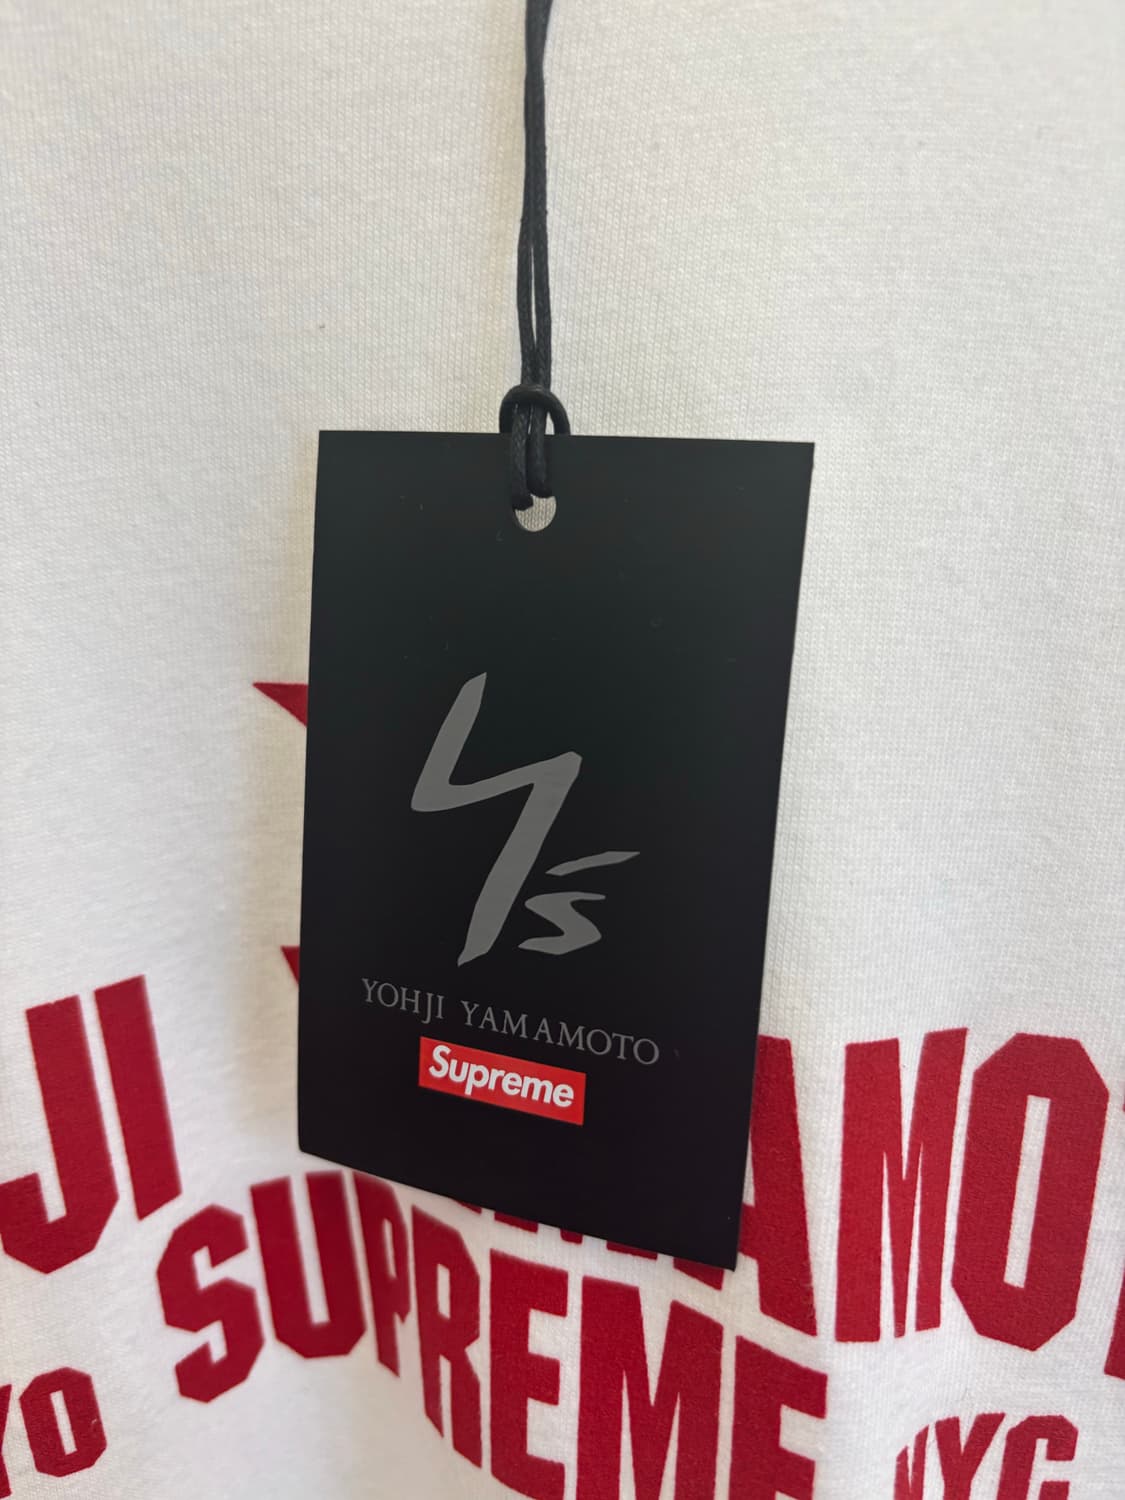 Y's
YOHJI YAMAMOTO
Supreme
JI AMO
SUPREME
YO NYC